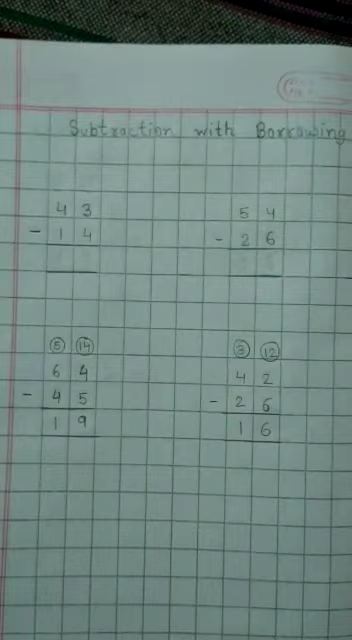 Subtraction with Borrowing
4 3
- 1 4
5 4
- 2 6
5 14
6 4
- 4 5
1 9
3 12
4 2
- 2 6
1 6